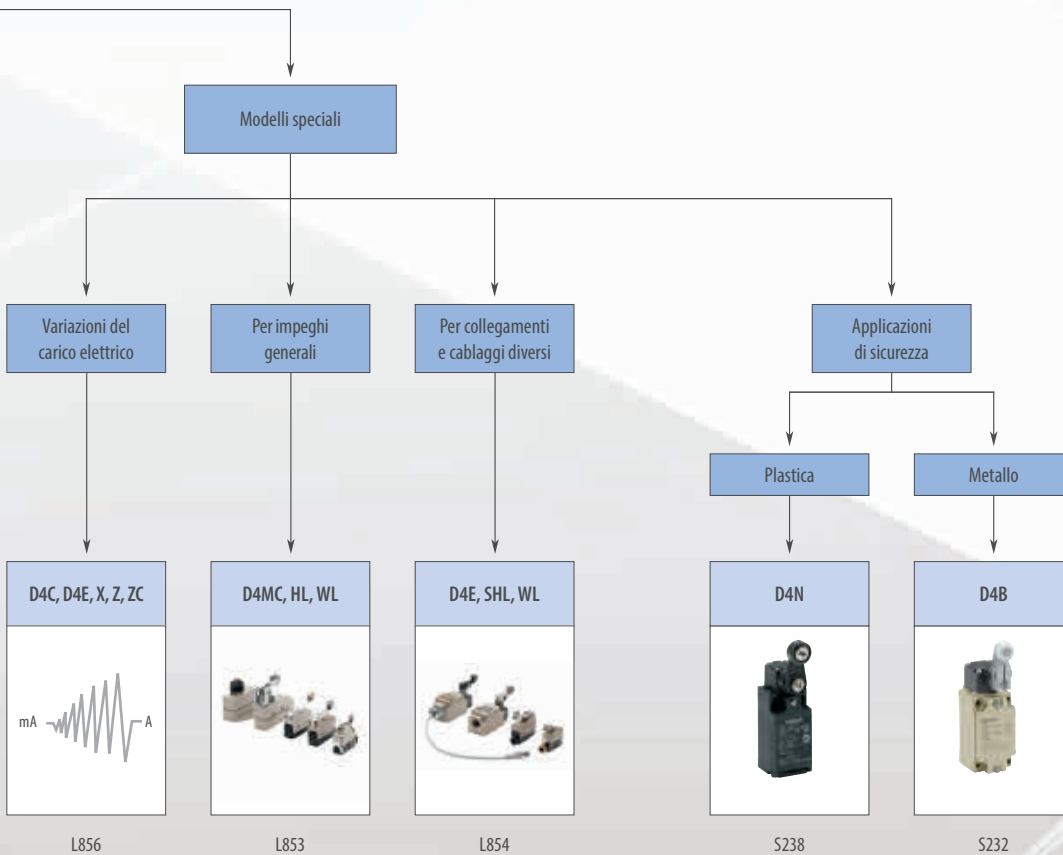 Modelli speciali
Variazioni del
carico elettrico
Per impeghi
generali
Per collegamenti
e cablaggi diversi
Applicazioni
di sicurezza
Plastica
Metallo
D4C, D4E, X, Z, ZC
D4MC, HL, WL
D4E, SHL, WL
D4N
D4B
mA
A
L856
L853
L854
S238
S232